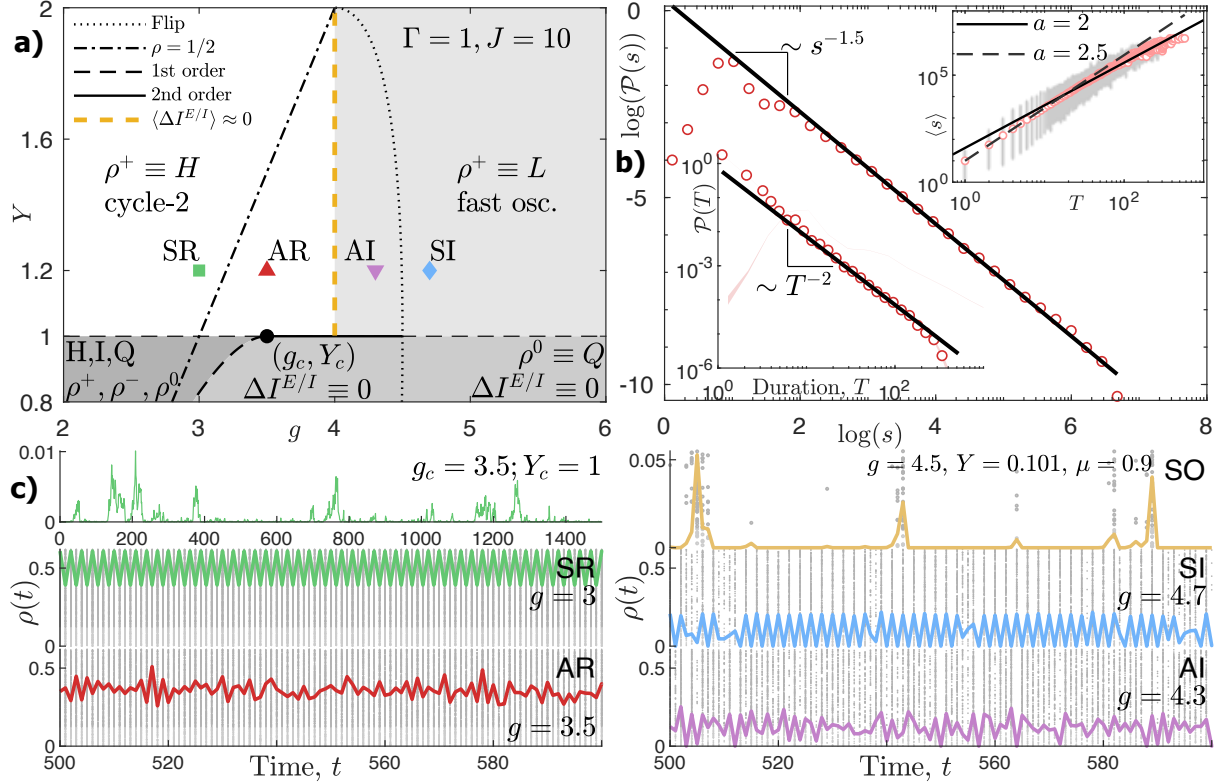 a)
Flip
ρ = 1/2
1st order
2nd order
⟨ΔI^{E/I}⟩ ≈ 0
Γ = 1, J = 10
ρ⁺ ≡ H
cycle-2
ρ⁺ ≡ L
fast osc.
SR
AR
AI
SI
H,I,Q
ρ⁺, ρ⁻, ρ⁰
(g_c, Y_c)
ΔI^{E/I} ≡ 0
ρ⁰ ≡ Q
ΔI^{E/I} ≡ 0
Y
2
1.6
1.2
1
0.8
2 3 4 5 6
g
b)
log(P(s))
0
-5
-10
~ s^{-1.5}
a = 2
a = 2.5
⟨s⟩
10^5
10^0
10^0 10^2
T
P(T)
10^0
10^{-3}
10^{-6}
~ T^{-2}
10^0 10^2
Duration, T
0 2 4 6 8
log(s)
c)
0.01
0
g_c = 3.5; Y_c = 1
0 200 400 600 800 1000 1200 1400
ρ(t)
0.5
0
SR
g = 3
0.5
0
AR
g = 3.5
500 520 540 560 580
Time, t
0.05
0
g = 4.5, Y = 0.101, μ = 0.9
SO
ρ(t)
0.5
0
SI
g = 4.7
0.5
0
AI
g = 4.3
500 520 540 560 580
Time, t